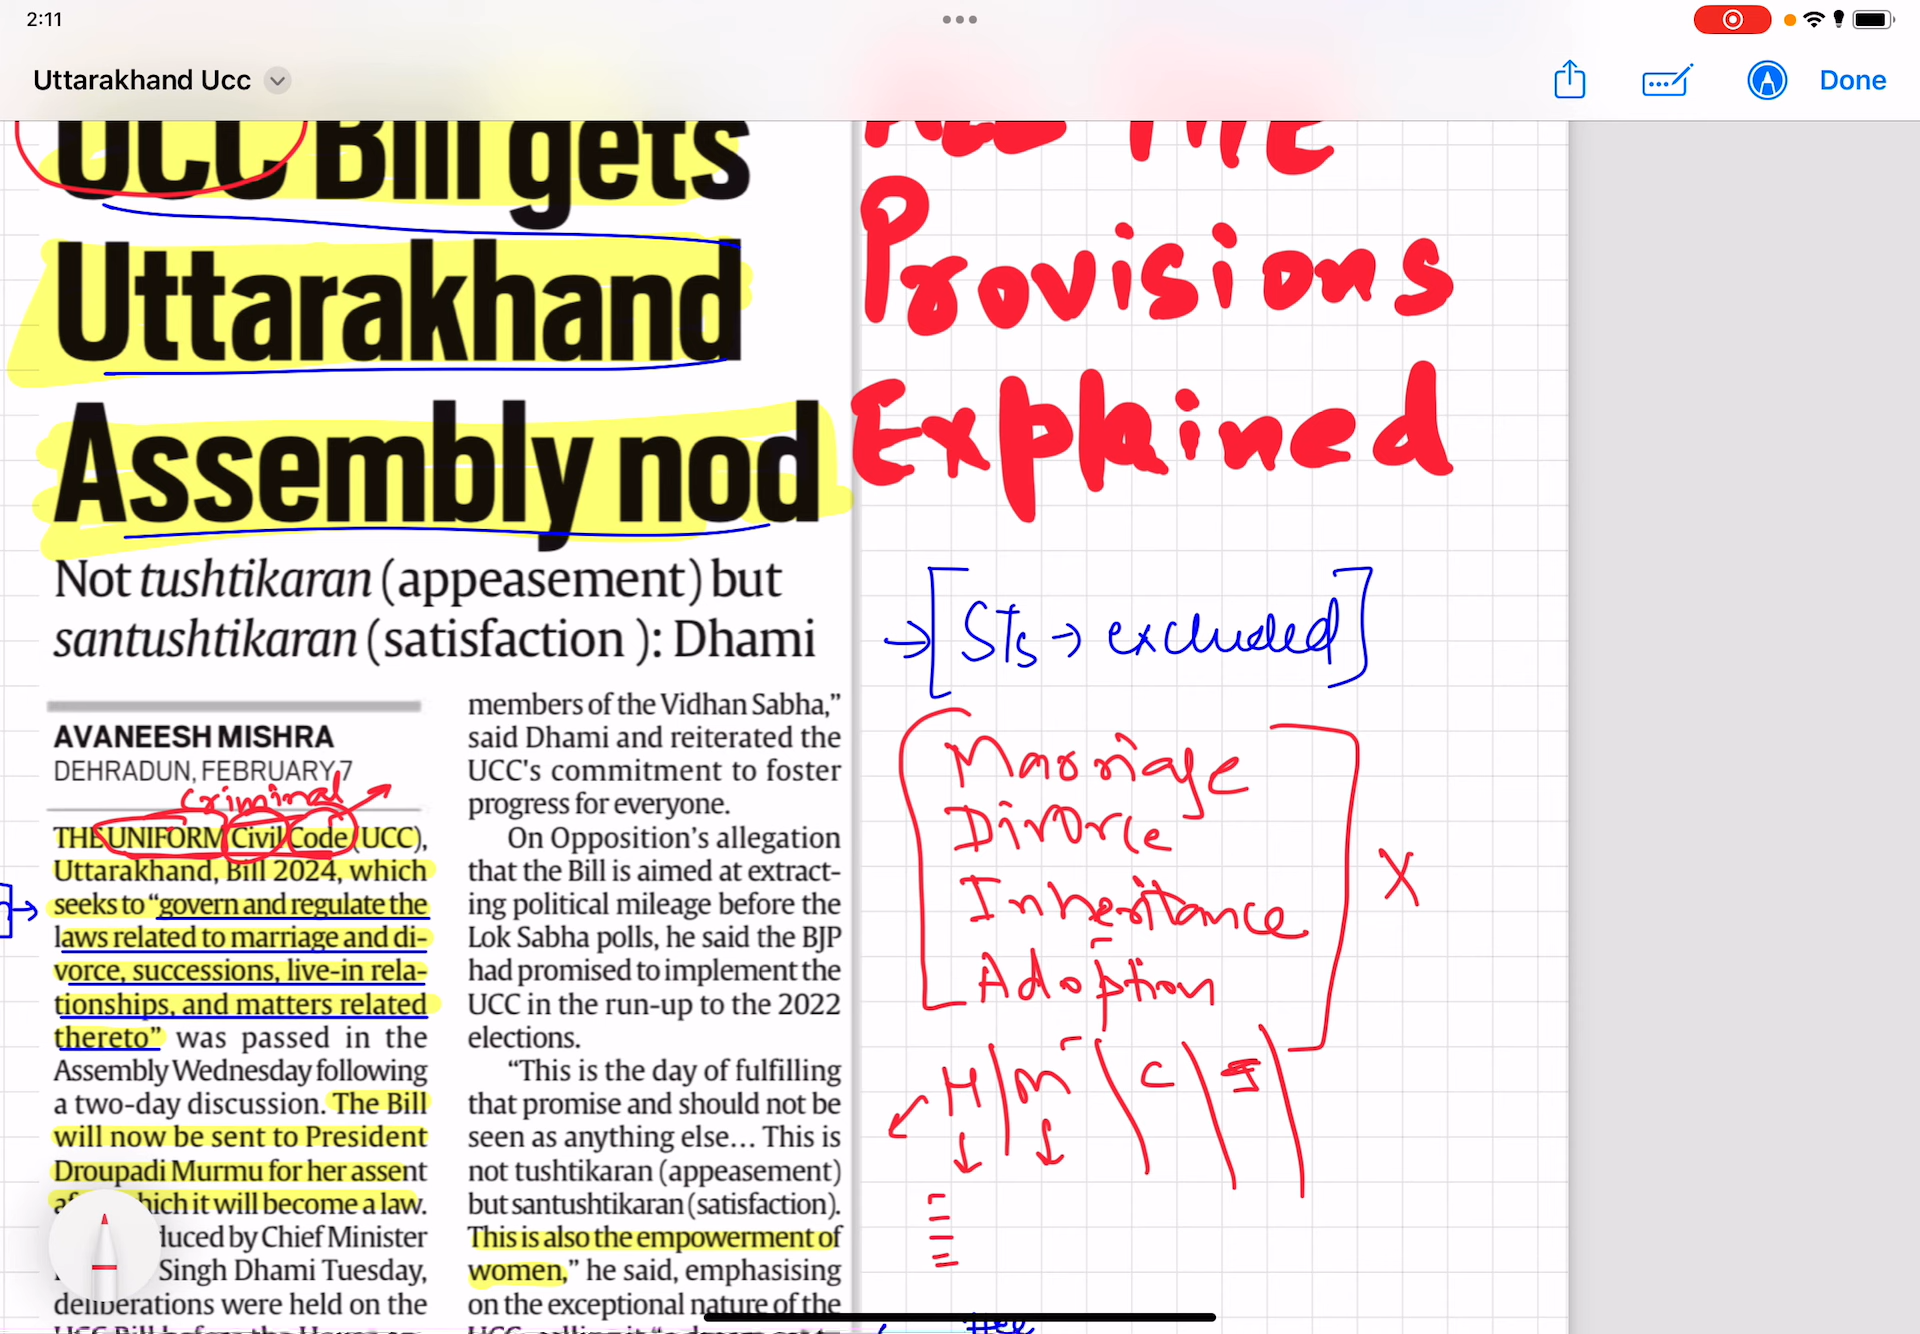 2:11
Uttarakhand Ucc
Done
UCC Bill gets
Uttarakhand
Assembly nod
Not tushtikaran (appeasement) but
santushtikaran (satisfaction ): Dhami
AVANEESH MISHRA
DEHRADUN, FEBRUARY 7
Criminal
THE UNIFORM Civil Code (UCC),
Uttarakhand, Bill 2024, which
seeks to “govern and regulate the
laws related to marriage and di-
vorce, successions, live-in rela-
tionships, and matters related
thereto” was passed in the
Assembly Wednesday following
a two-day discussion. The Bill
will now be sent to President
Droupadi Murmu for her assent
hich it will become a law.
duced by Chief Minister
Singh Dhami Tuesday,
deliberations were held on the
members of the Vidhan Sabha,”
said Dhami and reiterated the
UCC's commitment to foster
progress for everyone.
On Opposition’s allegation
that the Bill is aimed at extract-
ing political mileage before the
Lok Sabha polls, he said the BJP
had promised to implement the
UCC in the run-up to the 2022
elections.
“This is the day of fulfilling
that promise and should not be
seen as anything else... This is
not tushtikaran (appeasement)
but santushtikaran (satisfaction).
This is also the empowerment of
women,” he said, emphasising
on the exceptional nature of the
ALL THE
Provisions
Explained
→ [STs → excluded]
Marriage
Divorce
Inheritance
Adoption
X
H | M | C | J |